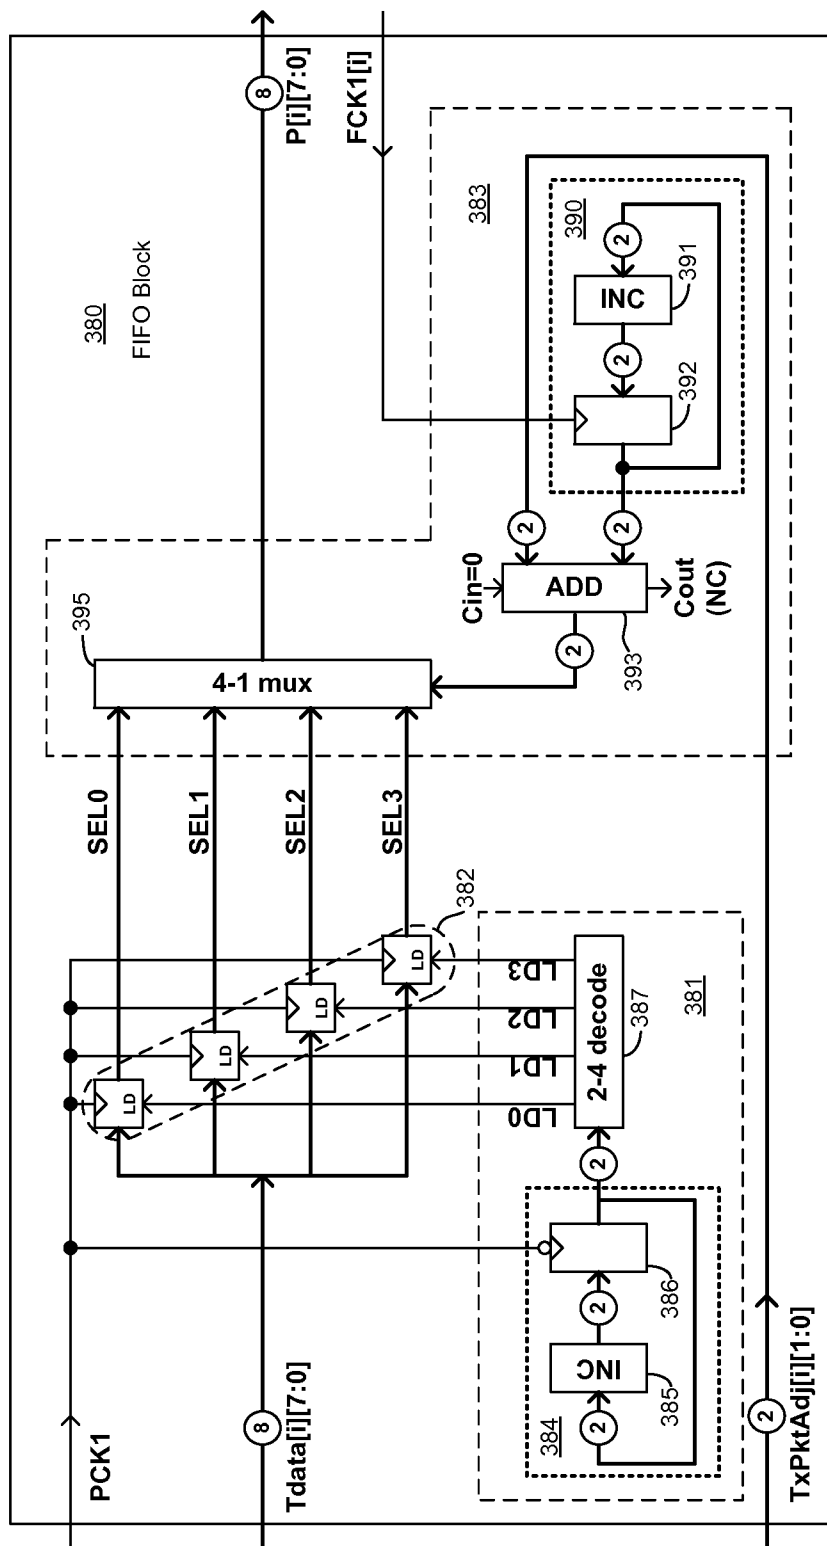 380
FIFO Block
PCK1
Tdata[i][7:0]
8
TxPktAdj[i][1:0]
2
P[i][7:0]
8
FCK1[i]
LD
LD
LD
LD
382
SEL0
SEL1
SEL2
SEL3
4-1 mux
395
381
384
INC
385
386
2
2
2
2-4 decode
387
LD0
LD1
LD2
LD3
383
390
INC
391
392
2
2
2
2
ADD
393
Cin=0
Cout
(NC)
2